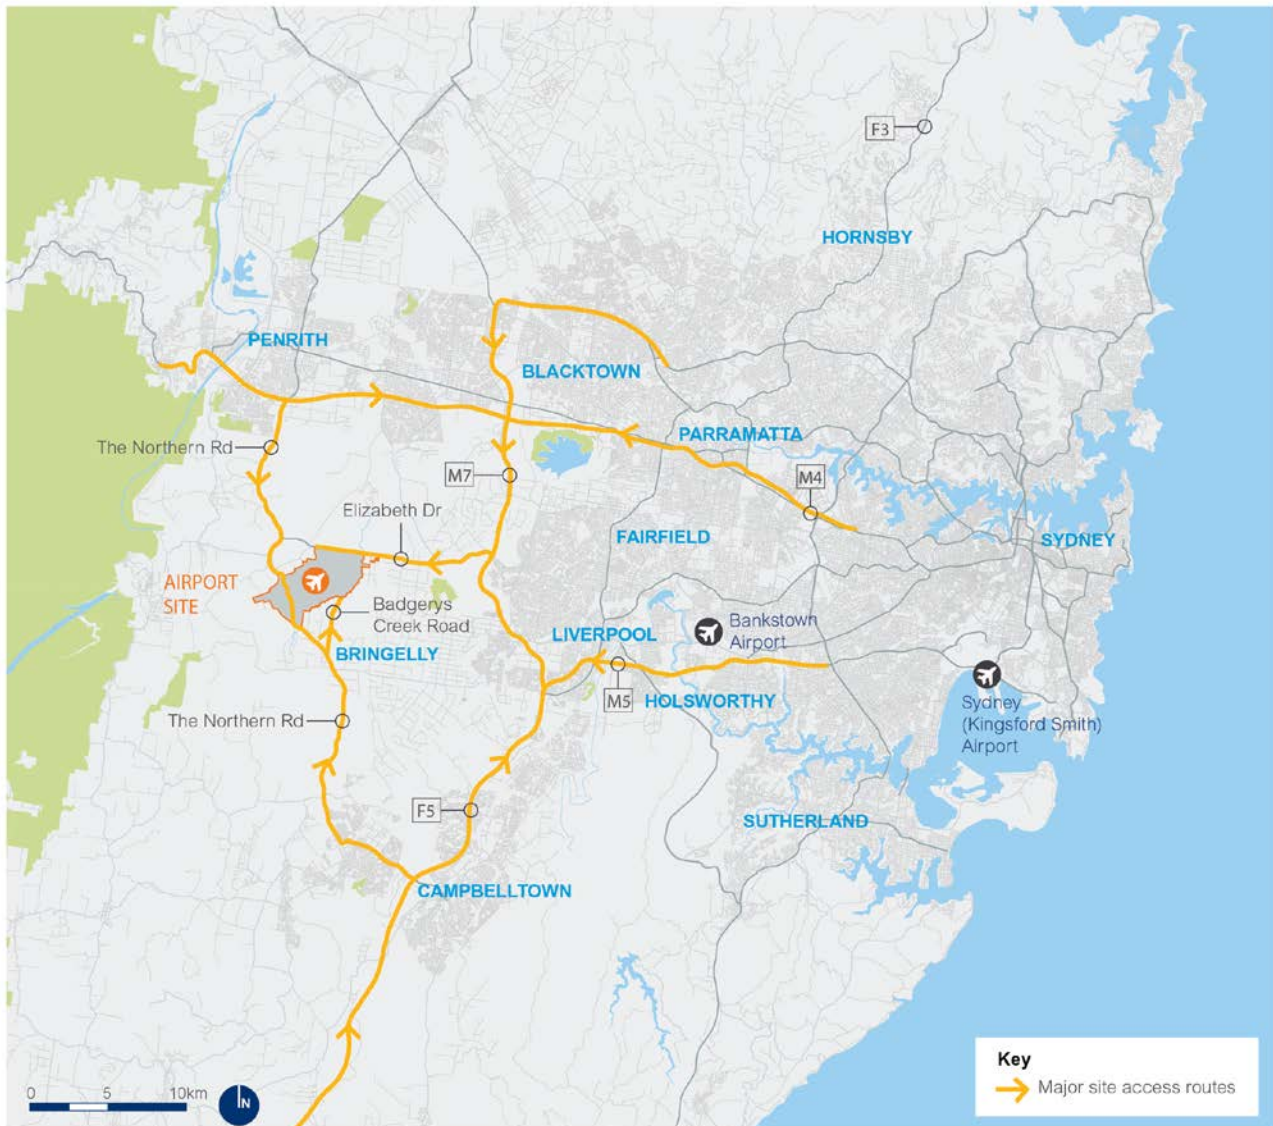 F3
HORNSBY
PENRITH
BLACKTOWN
PARRAMATTA
The Northern Rd
M7
M4
Elizabeth Dr
FAIRFIELD
SYDNEY
AIRPORT
SITE
Badgerys
Creek Road
Bankstown
Airport
LIVERPOOL
BRINGELLY
M5
HOLSWORTHY
Sydney
(Kingsford Smith)
Airport
The Northern Rd
F5
SUTHERLAND
CAMPBELLTOWN
Key
Major site access routes
0 5 10km
N